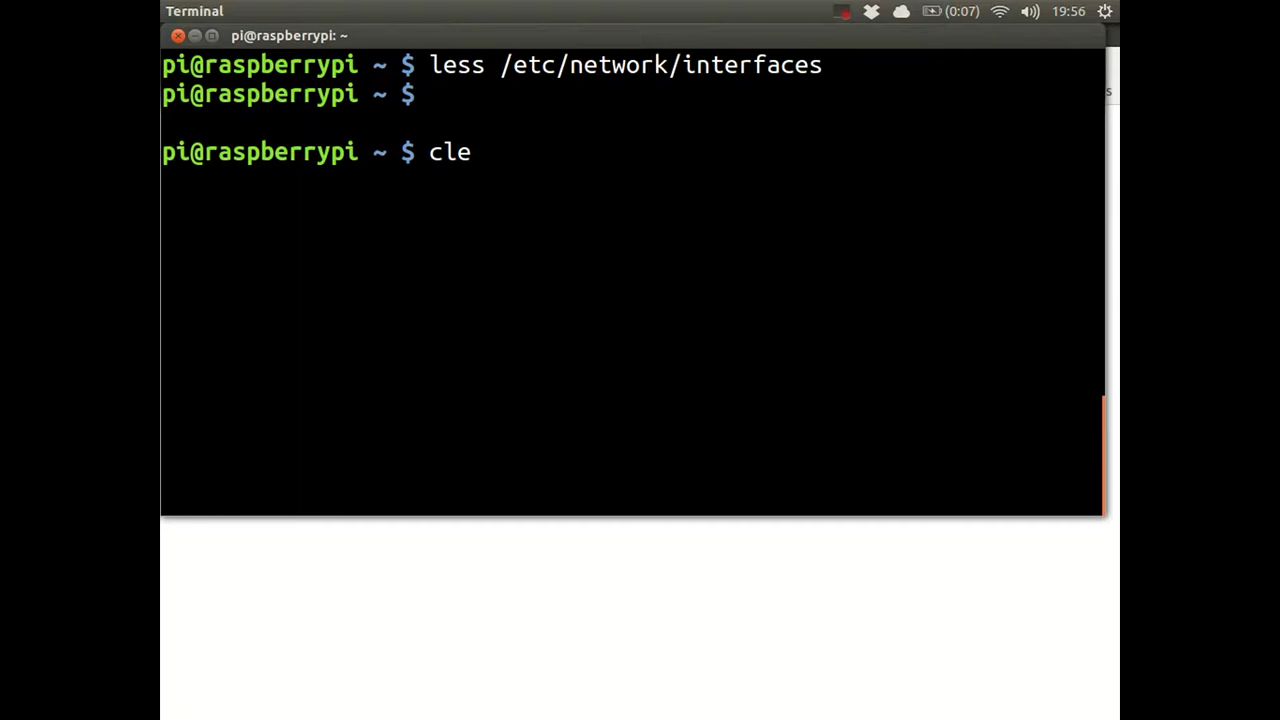 Terminal
(0:07)
19:56
pi@raspberrypi: ~
pi@raspberrypi ~ $ less /etc/network/interfaces
pi@raspberrypi ~ $
s
pi@raspberrypi ~ $ cle